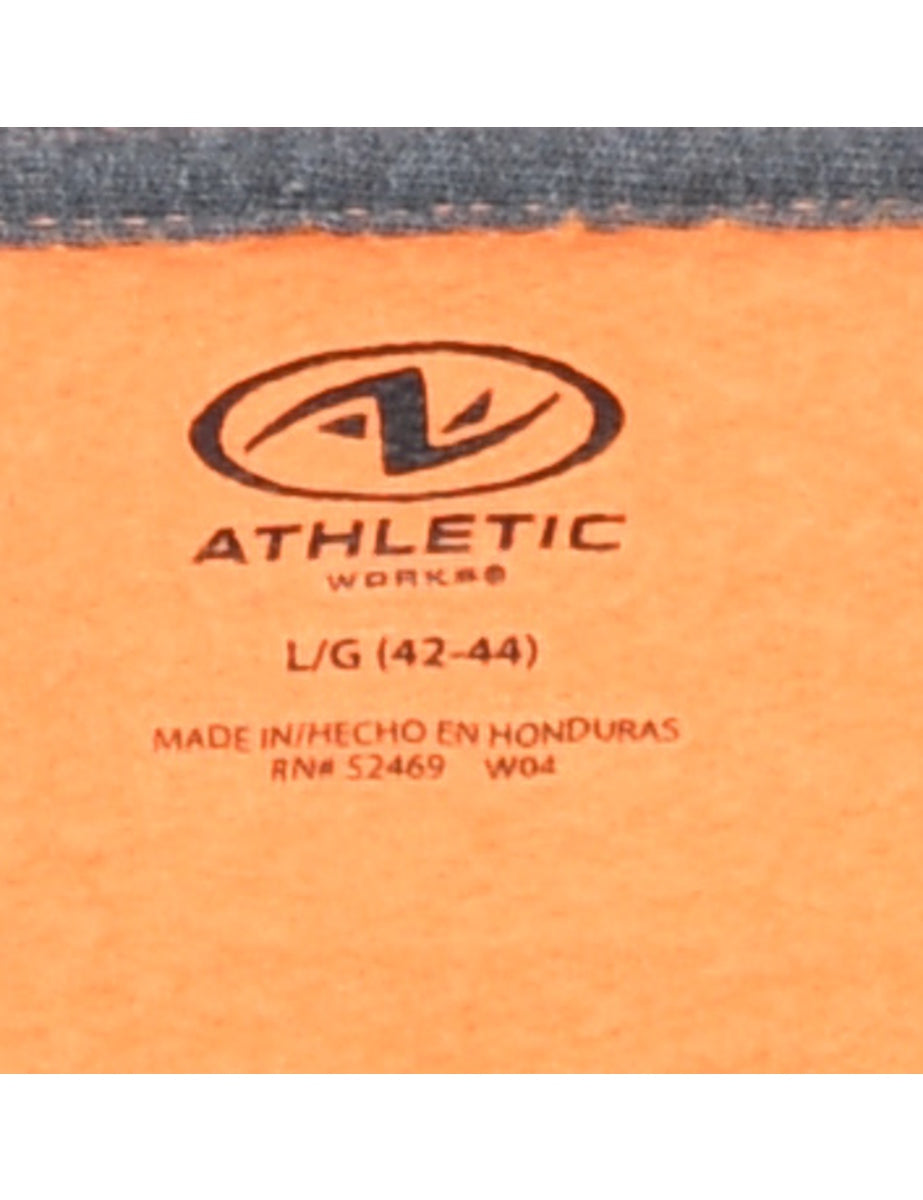 ATHLETIC
WORKS®
L/G (42-44)
MADE IN/HECHO EN HONDURAS
RN# 52469 W04